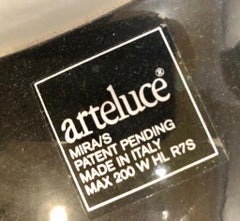 arteluce®
MIRA/S
PATENT PENDING
MADE IN ITALY
MAX 200 W HL R7S